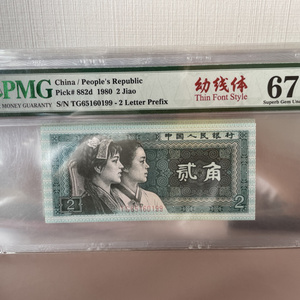 PMG
MONEY GUARANTY
China / People's Republic
Pick# 882d 1980 2 Jiao
S/N TG65160199 - 2 Letter Prefix
幼线体
Thin Font Style
67
Superb Gem Unc
中国人民银行
贰角
2
2
TG65160199